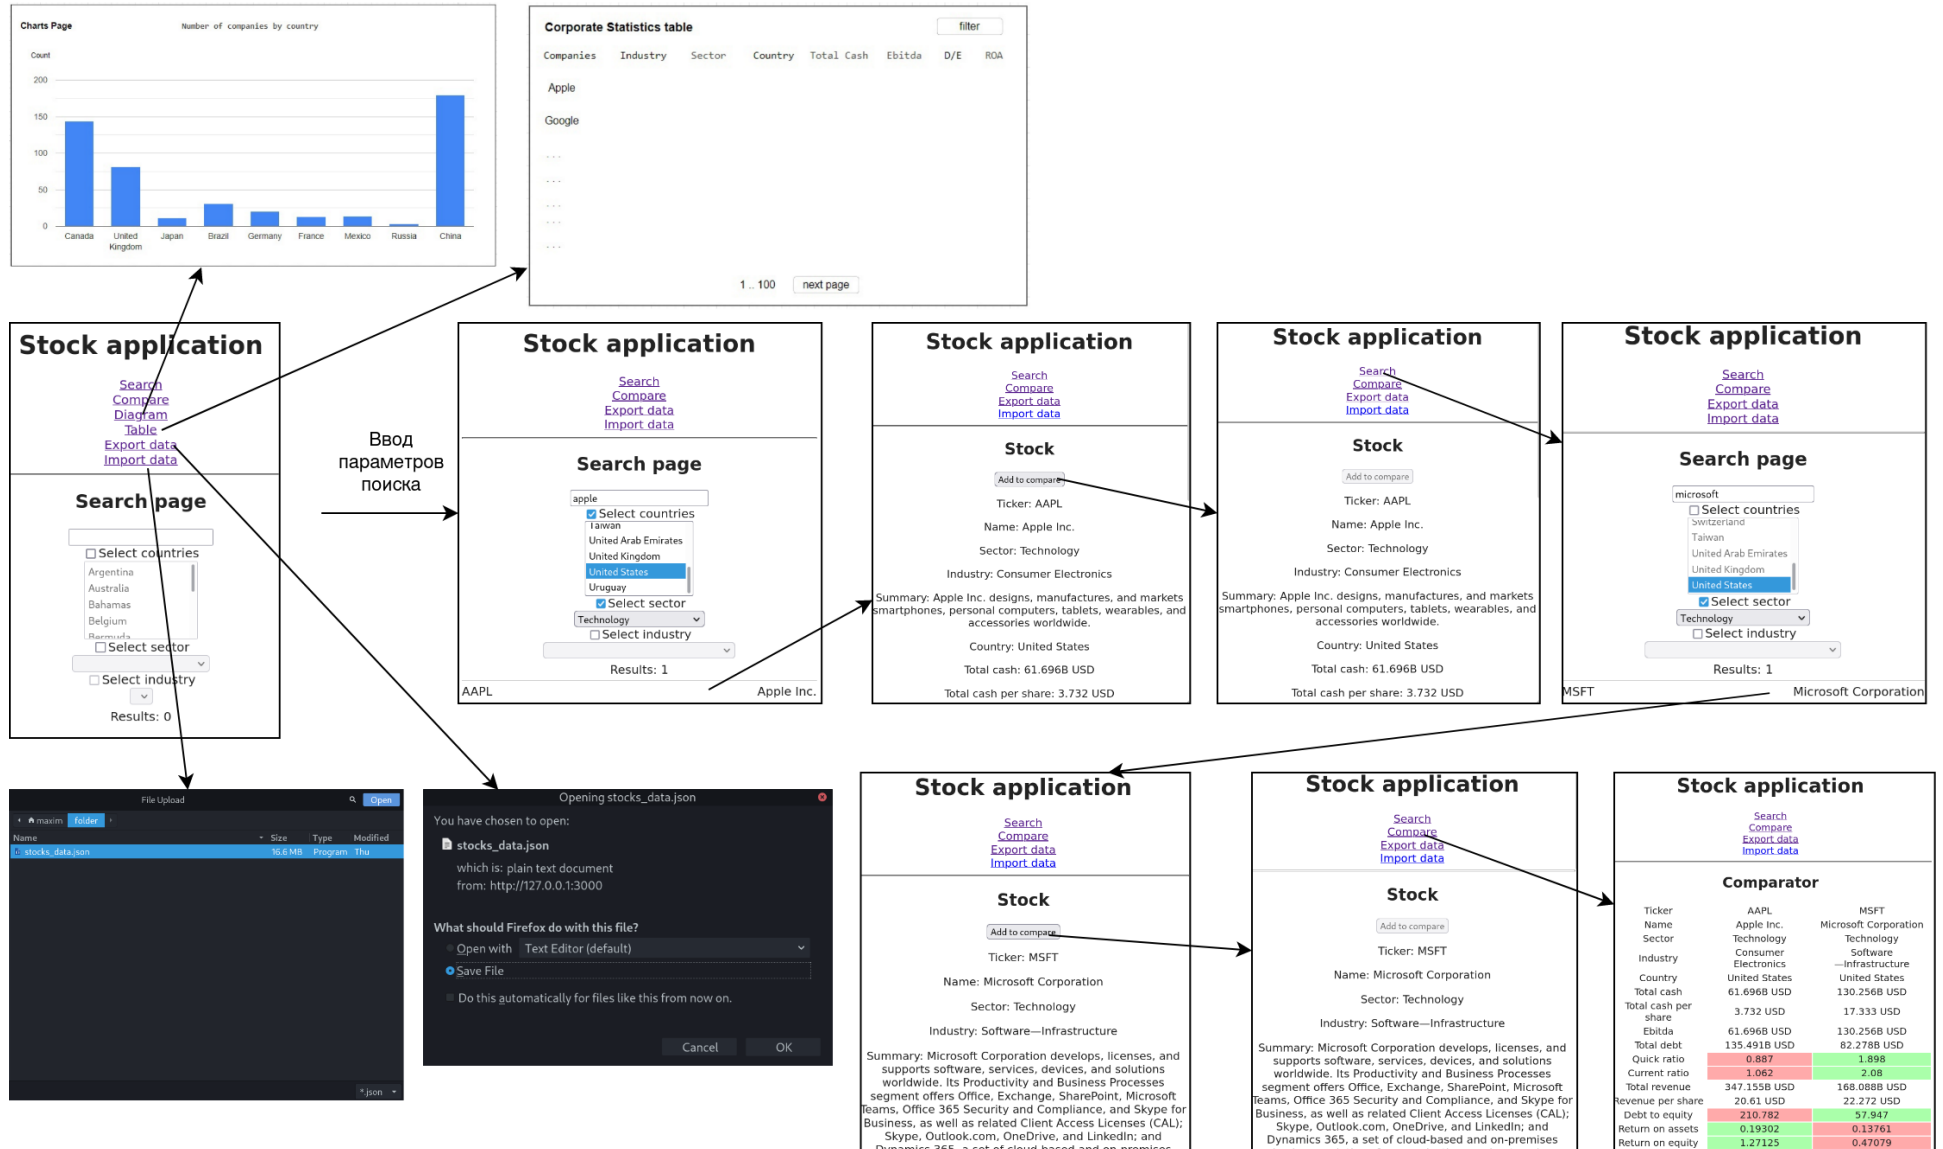 Charts Page
Number of companies by country
Count
200
150
100
50
0
Canada
United Kingdom
Japan
Brazil
Germany
France
Mexico
Russia
China
Corporate Statistics table
filter
Companies Industry Sector Country Total Cash Ebitda D/E ROA
Apple
Google
...
...
...
...
...
1 .. 100
next page
Stock application
Search
Compare
Diagram
Table
Export data
Import data
Search page
Select countries
Argentina
Australia
Bahamas
Belgium
Bermuda
Select sector
Select industry
Results: 0
Ввод
параметров
поиска
Stock application
Search
Compare
Export data
Import data
Search page
apple
Select countries
Taiwan
United Arab Emirates
United Kingdom
United States
Uruguay
Select sector
Technology
Select industry
Results: 1
AAPL Apple Inc.
Stock application
Search
Compare
Export data
Import data
Stock
Add to compare
Ticker: AAPL
Name: Apple Inc.
Sector: Technology
Industry: Consumer Electronics
Summary: Apple Inc. designs, manufactures, and markets
smartphones, personal computers, tablets, wearables, and
accessories worldwide.
Country: United States
Total cash: 61.696B USD
Total cash per share: 3.732 USD
Stock application
Search
Compare
Export data
Import data
Stock
Add to compare
Ticker: AAPL
Name: Apple Inc.
Sector: Technology
Industry: Consumer Electronics
Summary: Apple Inc. designs, manufactures, and markets
smartphones, personal computers, tablets, wearables, and
accessories worldwide.
Country: United States
Total cash: 61.696B USD
Total cash per share: 3.732 USD
Stock application
Search
Compare
Export data
Import data
Search page
microsoft
Select countries
Switzerland
Taiwan
United Arab Emirates
United Kingdom
United States
Select sector
Technology
Select industry
Results: 1
MSFT Microsoft Corporation
File Upload
Open
maxim folder
Name Size Type Modified
stocks_data.json 16.6 MB Program Thu
*.json
Opening stocks_data.json
You have chosen to open:
stocks_data.json
which is: plain text document
from: http://127.0.0.1:3000
What should Firefox do with this file?
Open with Text Editor (default)
Save File
Do this automatically for files like this from now on.
Cancel OK
Stock application
Search
Compare
Export data
Import data
Stock
Add to compare
Ticker: MSFT
Name: Microsoft Corporation
Sector: Technology
Industry: Software—Infrastructure
Summary: Microsoft Corporation develops, licenses, and
supports software, services, devices, and solutions
worldwide. Its Productivity and Business Processes
segment offers Office, Exchange, SharePoint, Microsoft
Teams, Office 365 Security and Compliance, and Skype for
Business, as well as related Client Access Licenses (CAL);
Skype, Outlook.com, OneDrive, and LinkedIn; and
Dynamics 365, a set of cloud-based and on-premises
Stock application
Search
Compare
Export data
Import data
Stock
Add to compare
Ticker: MSFT
Name: Microsoft Corporation
Sector: Technology
Industry: Software—Infrastructure
Summary: Microsoft Corporation develops, licenses, and
supports software, services, devices, and solutions
worldwide. Its Productivity and Business Processes
segment offers Office, Exchange, SharePoint, Microsoft
Teams, Office 365 Security and Compliance, and Skype for
Business, as well as related Client Access Licenses (CAL);
Skype, Outlook.com, OneDrive, and LinkedIn; and
Dynamics 365, a set of cloud-based and on-premises
Stock application
Search
Compare
Export data
Import data
Comparator
Ticker AAPL MSFT
Name Apple Inc. Microsoft Corporation
Sector Technology Technology
Industry Consumer Electronics Software —Infrastructure
Country United States United States
Total cash 61.696B USD 130.256B USD
Total cash per share 3.732 USD 17.333 USD
Ebitda 61.696B USD 130.256B USD
Total debt 135.491B USD 82.278B USD
Quick ratio 0.887 1.898
Current ratio 1.062 2.08
Total revenue 347.155B USD 168.088B USD
Revenue per share 20.61 USD 22.272 USD
Debt to equity 210.782 57.947
Return on assets 0.19302 0.13761
Return on equity 1.27125 0.47079